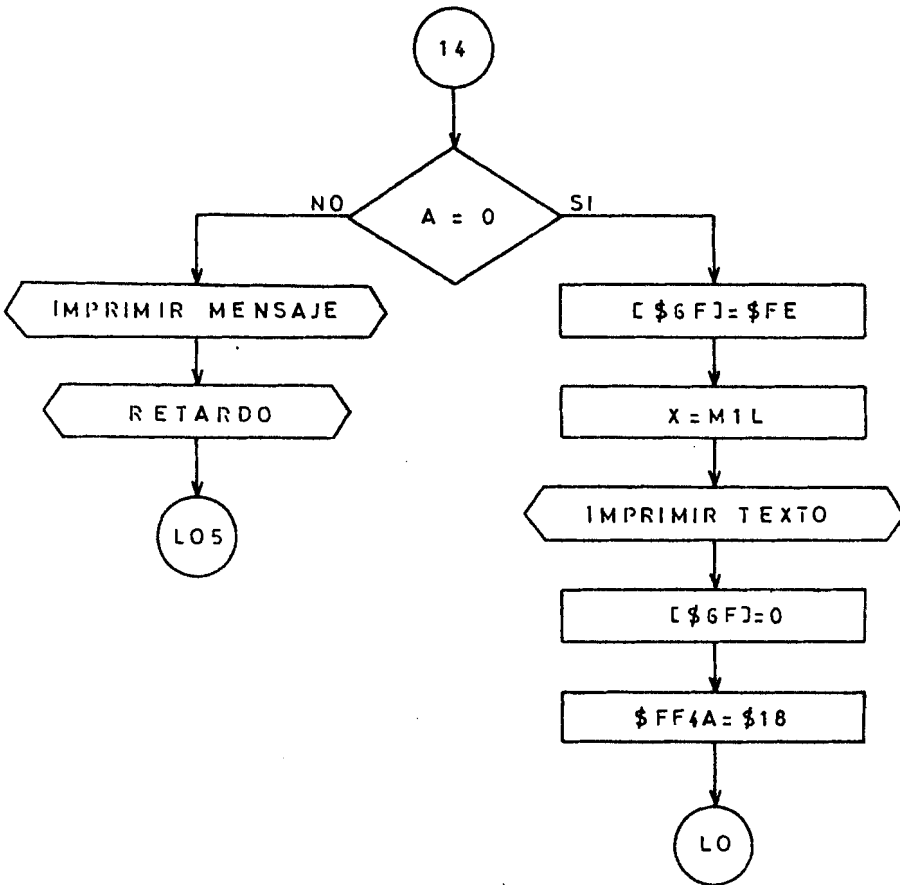 14
A = 0
NO
SI
IMPRIMIR MENSAJE
RETARDO
LO5
[$6F]=$FE
X=M1L
IMPRIMIR TEXTO
[$6F]=0
$FF4A=$18
LO